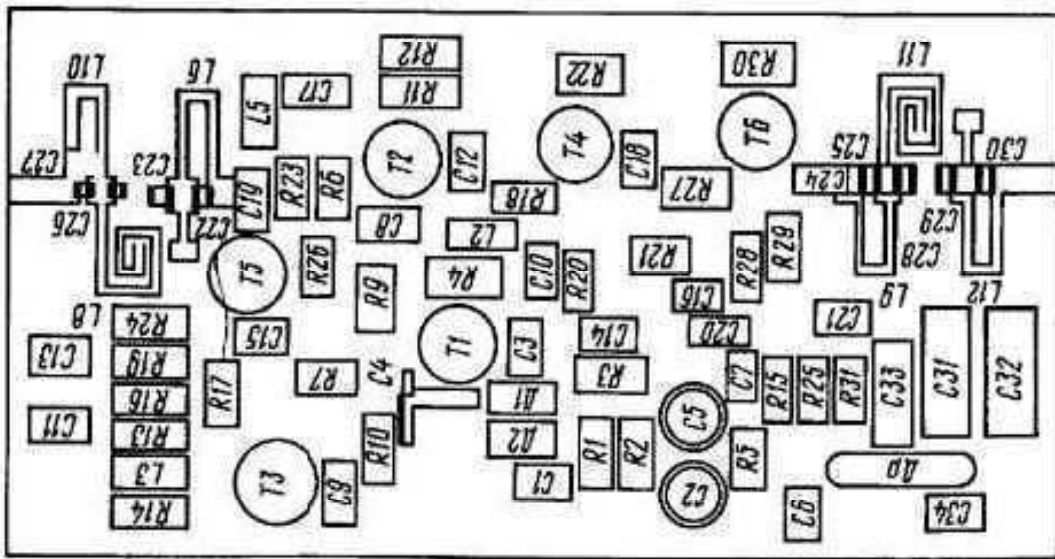 L10
L6
L11
R12
R22
R30
C17
L5
R11
C27
C23
T2
C12
T4
C18
T6
C25
C24
C30
C26
C22
C19
R23
R6
R18
R27
C29
C28
C8
L2
R21
R29
T5
R26
R9
R4
C10
R20
C16
R28
L8
L9
L12
R24
C13
C15
R19
R17
R7
C4
T1
C3
C14
C20
C21
R3
C7
R15
R25
R31
C33
C31
C32
R16
C11
R13
R10
Д1
Д2
R1
R2
C5
R5
Др
L3
T3
C9
C1
C2
C6
C34
R14